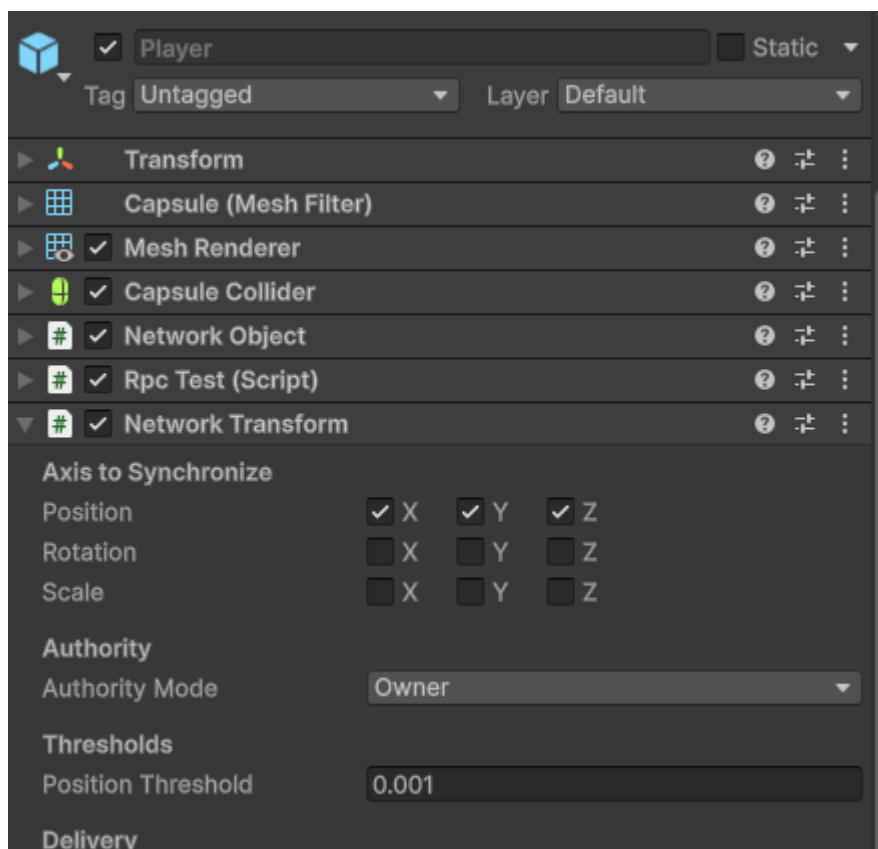 Player Static
Tag Untagged Layer Default
Transform
Capsule (Mesh Filter)
Mesh Renderer
Capsule Collider
# Network Object
# Rpc Test (Script)
# Network Transform
Axis to Synchronize
Position X Y Z
Rotation X Y Z
Scale X Y Z
Authority
Authority Mode Owner
Thresholds
Position Threshold 0.001
Delivery